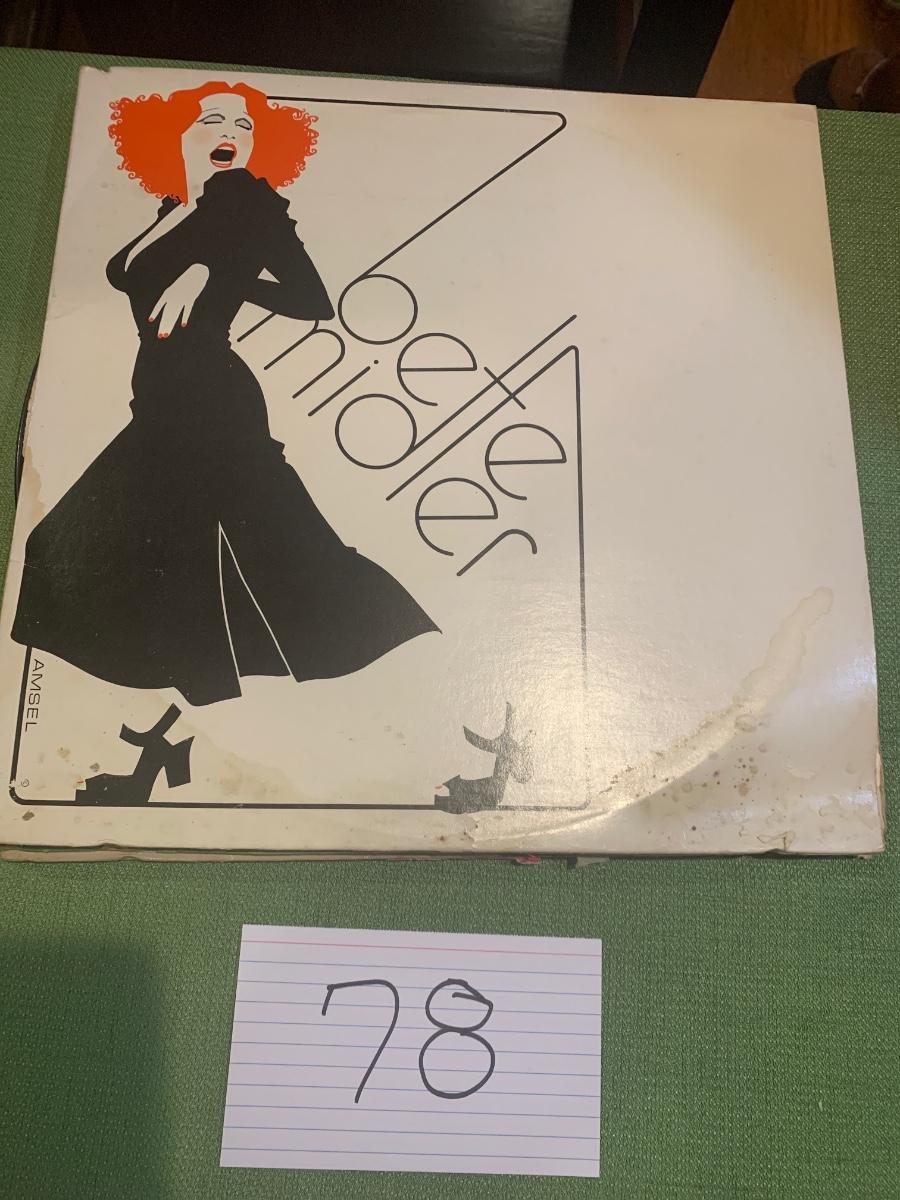 bette
midler
AMSEL
78